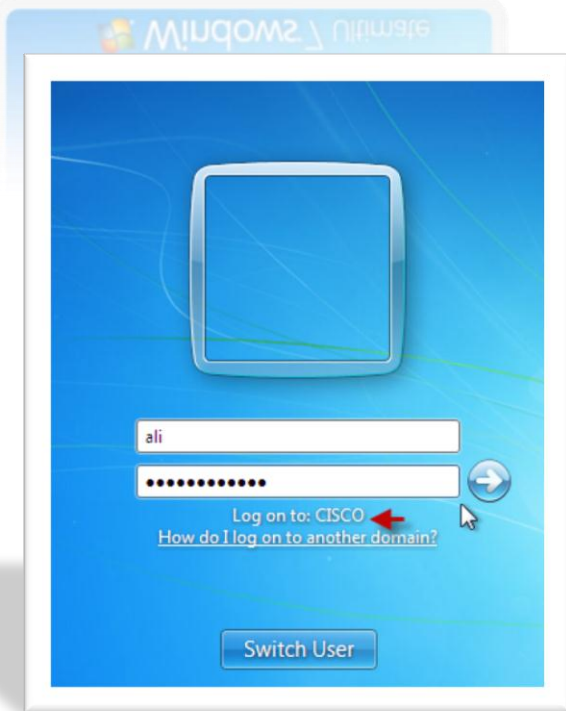 Windows 7 Ultimate
ali
••••••••••••
Log on to: CISCO
How do I log on to another domain?
Switch User